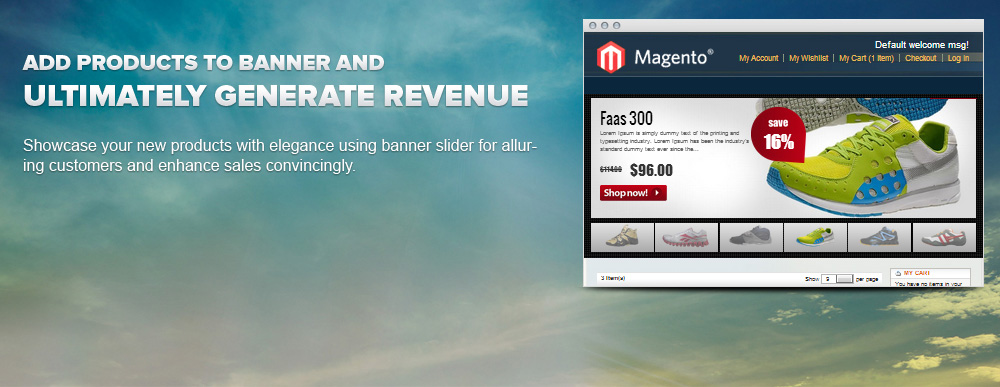 ADD PRODUCTS TO BANNER AND
ULTIMATELY GENERATE REVENUE
Showcase your new products with elegance using banner slider for allur-
ing customers and enhance sales convincingly.
Magento®
Default welcome msg!
My Account | My Wishlist | My Cart (1 item) | Checkout | Log In
Faas 300
Lorem Ipsum is simply dummy text of the printing and
typesetting industry. Lorem Ipsum has been the industry's
standard dummy text ever since the...
$114.00 $96.00
Shop now!
save
16%
3 Item(s)
Show 9 per page
MY CART
You have no items in your